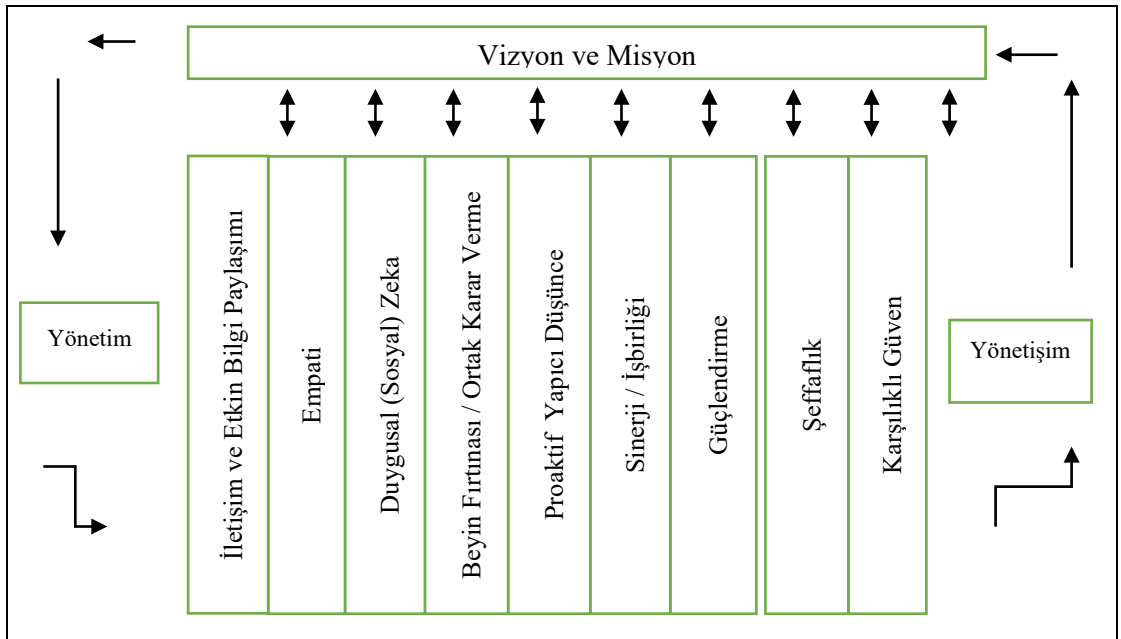 Vizyon ve Misyon
Yönetim
İletişim ve Etkin Bilgi Paylaşımı
Empati
Duygusal (Sosyal) Zeka
Beyin Fırtınası / Ortak Karar Verme
Proaktif Yapıcı Düşünce
Sinerji / İşbirliği
Güçlendirme
Şeffaflık
Karşılıklı Güven
Yönetişim